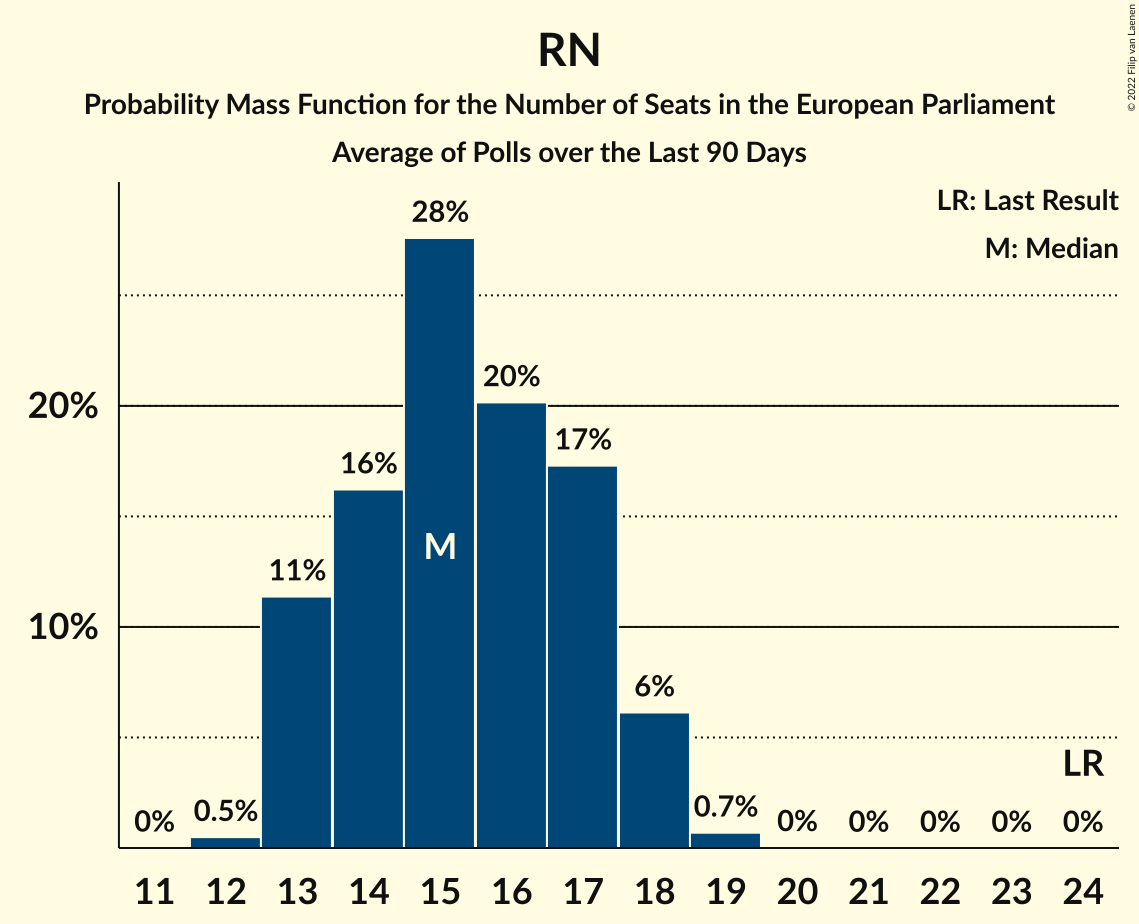 RN
Probability Mass Function for the Number of Seats in the European Parliament
Average of Polls over the Last 90 Days
© 2022 Filip van Laenen
LR: Last Result
M: Median
28%
20%
20%
17%
16%
M
11%
10%
6%
LR
0%
0.5%
0.7%
0%
0%
0%
0%
0%
11 12 13 14 15 16 17 18 19 20 21 22 23 24